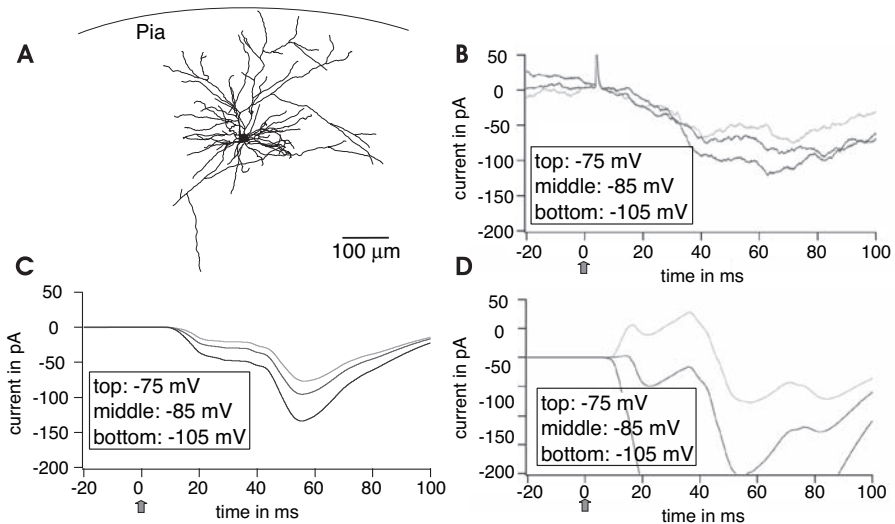 A
Pia
100 μm
B
50
0
-50
-100
-150
-200
current in pA
top: -75 mV
middle: -85 mV
bottom: -105 mV
-20 0 20 40 60 80 100
time in ms
C
50
0
-50
-100
-150
-200
current in pA
top: -75 mV
middle: -85 mV
bottom: -105 mV
-20 0 20 40 60 80 100
time in ms
D
50
0
-50
-100
-150
-200
current in pA
top: -75 mV
middle: -85 mV
bottom: -105 mV
-20 0 20 40 60 80 100
time in ms